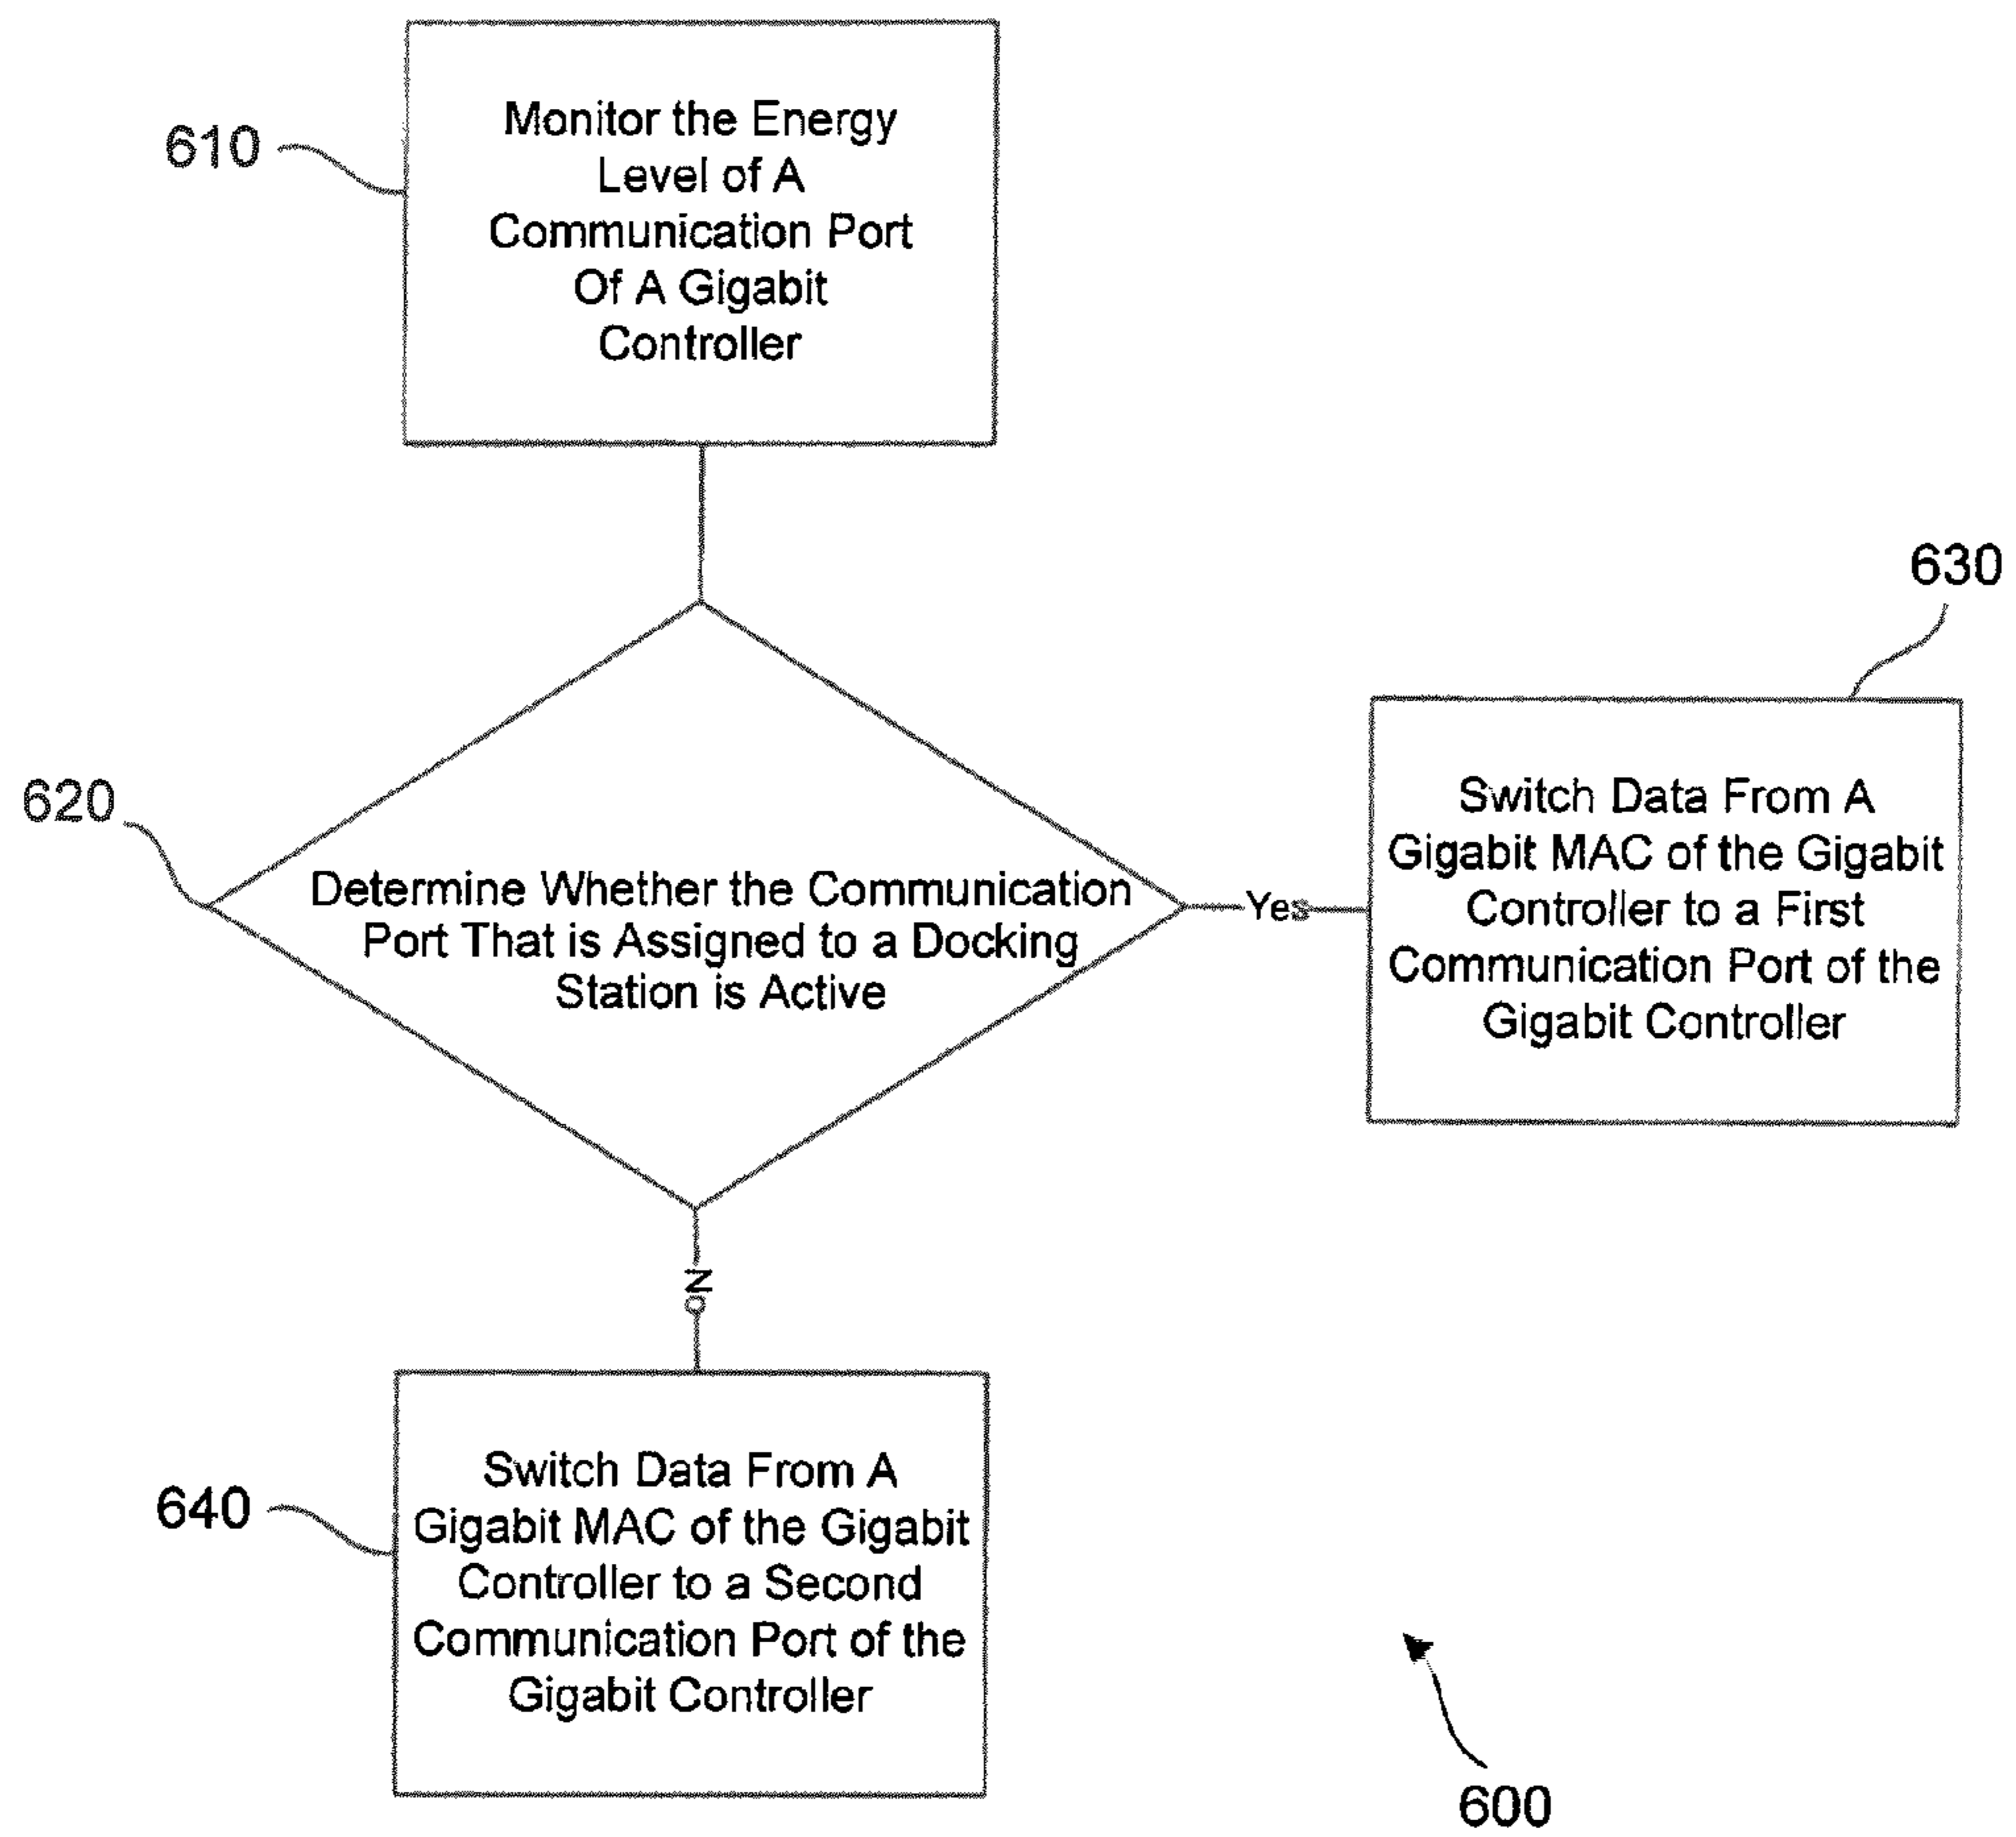 Monitor the Energy
Level of A
Communication Port
Of A Gigabit
Controller
610
630
620
Determine Whether the Communication
Port That is Assigned to a Docking
Station is Active
Yes
Switch Data From A
Gigabit MAC of the Gigabit
Controller to a First
Communication Port of the
Gigabit Controller
No
640
Switch Data From A
Gigabit MAC of the Gigabit
Controller to a Second
Communication Port of the
Gigabit Controller
600